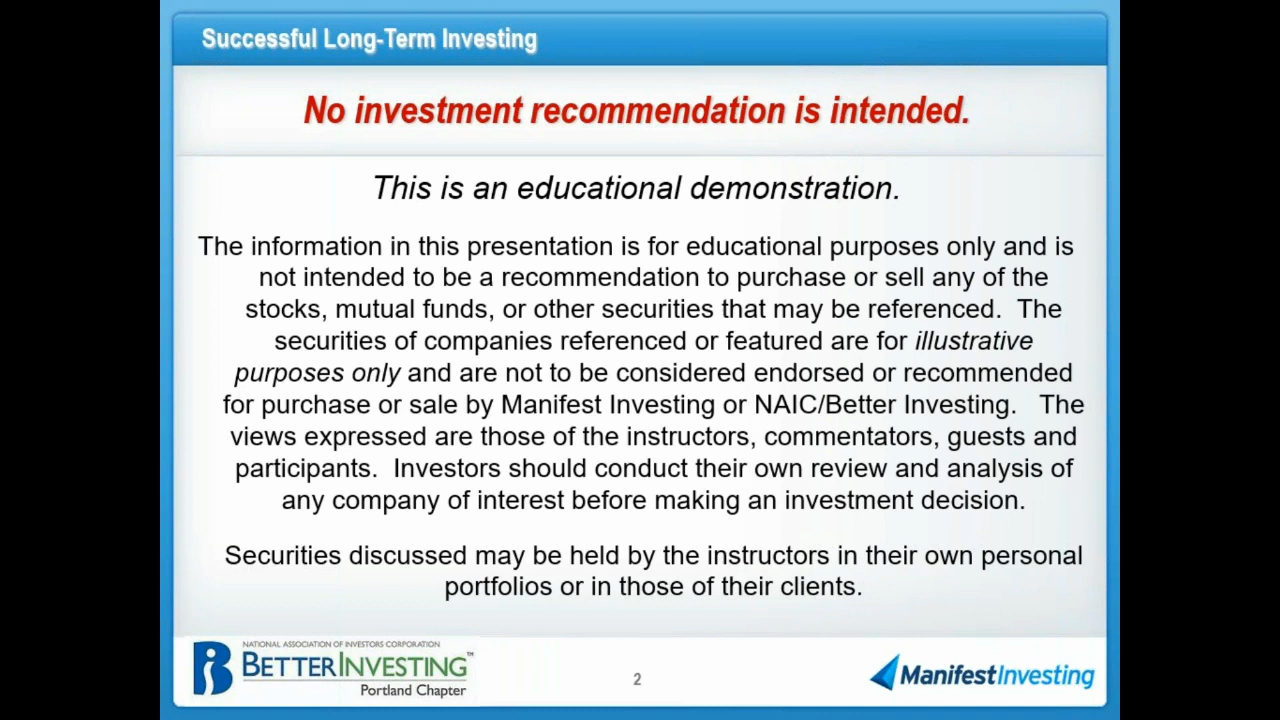 Successful Long-Term Investing
No investment recommendation is intended.
This is an educational demonstration.
The information in this presentation is for educational purposes only and is
not intended to be a recommendation to purchase or sell any of the
stocks, mutual funds, or other securities that may be referenced. The
securities of companies referenced or featured are for illustrative
purposes only and are not to be considered endorsed or recommended
for purchase or sale by Manifest Investing or NAIC/Better Investing. The
views expressed are those of the instructors, commentators, guests and
participants. Investors should conduct their own review and analysis of
any company of interest before making an investment decision.
Securities discussed may be held by the instructors in their own personal
portfolios or in those of their clients.
NATIONAL ASSOCIATION OF INVESTORS CORPORATION
BETTERINVESTING™
Portland Chapter
2
ManifestInvesting